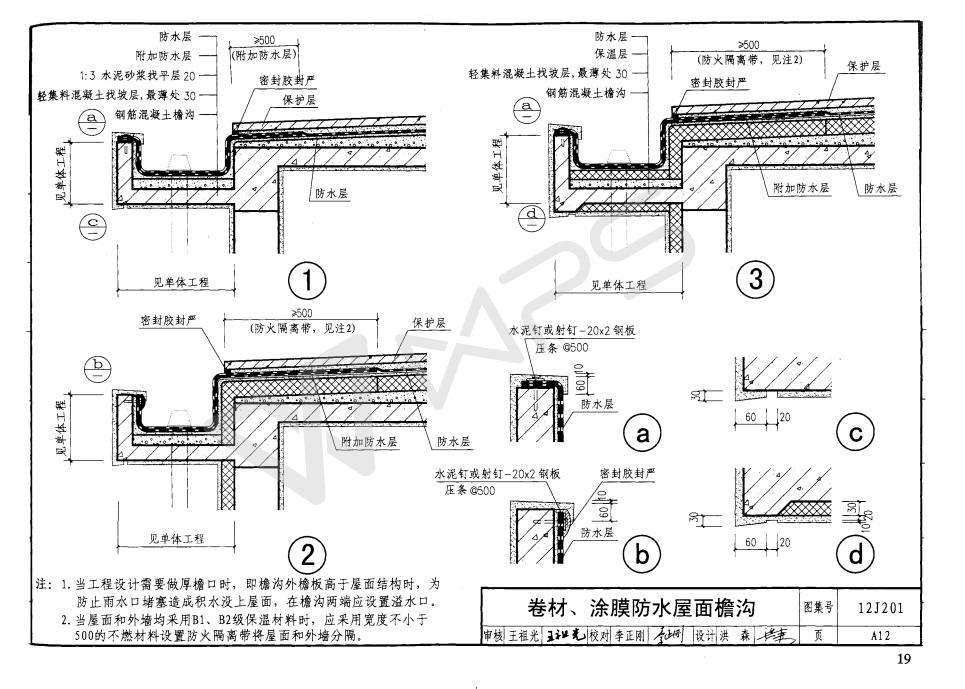 防水层
附加防水层
1:3 水泥砂浆找平层20
轻集料混凝土找坡层,最薄处 30
钢筋混凝土檐沟
≥500
(附加防水层)
密封胶封严
保护层
a
c
见单体工程
防水层
见单体工程
1
防水层
保温层
轻集料混凝土找坡层,最薄处 30
钢筋混凝土檐沟
≥500
(防火隔离带，见注2)
密封胶封严
保护层
a
d
见单体工程
附加防水层
防水层
见单体工程
3
≥500
(防火隔离带，见注2)
密封胶封严
保护层
b
见单体工程
附加防水层
防水层
见单体工程
2
水泥钉或射钉-20x2钢板
压条 @500
10
60
防水层
a
30
60
20
c
水泥钉或射钉-20x2钢板
压条 @500
密封胶封严
10
60
防水层
b
30
60
20
30
20
10
d
注: 1.当工程设计需要做厚檐口时，即檐沟外檐板高于屋面结构时，为
防止雨水口堵塞造成积水没上屋面，在檐沟两端应设置溢水口。
2.当屋面和外墙均采用B1、B2级保温材料时，应采用宽度不小于
500的不燃材料设置防火隔离带将屋面和外墙分隔。
卷材、涂膜防水屋面檐沟
图集号
12J201
审核 王祖光 王祖光 校对 李正刚 设计 洪 森
页
A12
19
WMPS